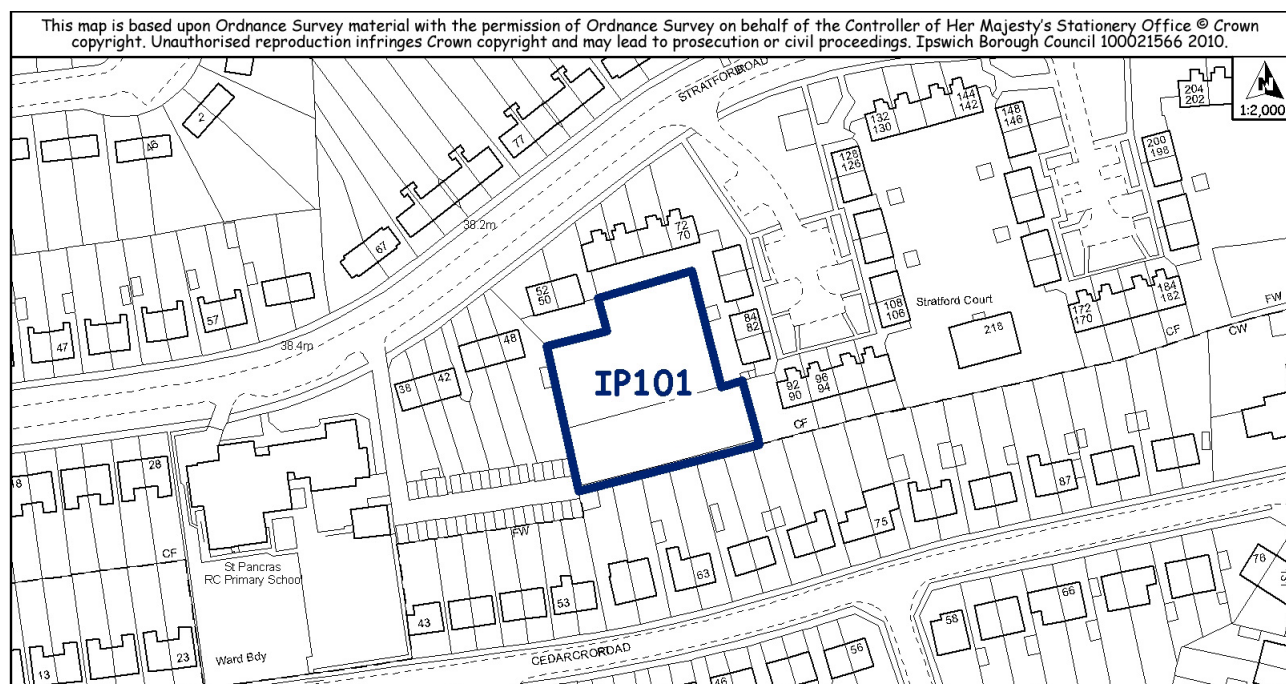 This map is based upon Ordnance Survey material with the permission of Ordnance Survey on behalf of the Controller of Her Majesty's Stationery Office © Crown
copyright. Unauthorised reproduction infringes Crown copyright and may lead to prosecution or civil proceedings. Ipswich Borough Council 100021566 2010.
N
1:2,000
STRATFORD ROAD
144
142
132
130
148
146
204
202
200
198
128
126
2
46
77
38.2m
67
72
70
52
50
57
47
38.4m
48
42
38
84
82
108
106
Stratford Court
218
184
182
172
170
CF
CW
FW
IP101
92
90
96
94
CF
28
18
CF
St Pancras
RC Primary School
FW
75
87
63
53
43
66
58
78
23
13
Ward Bdy
CEDARCROFT ROAD
56
46